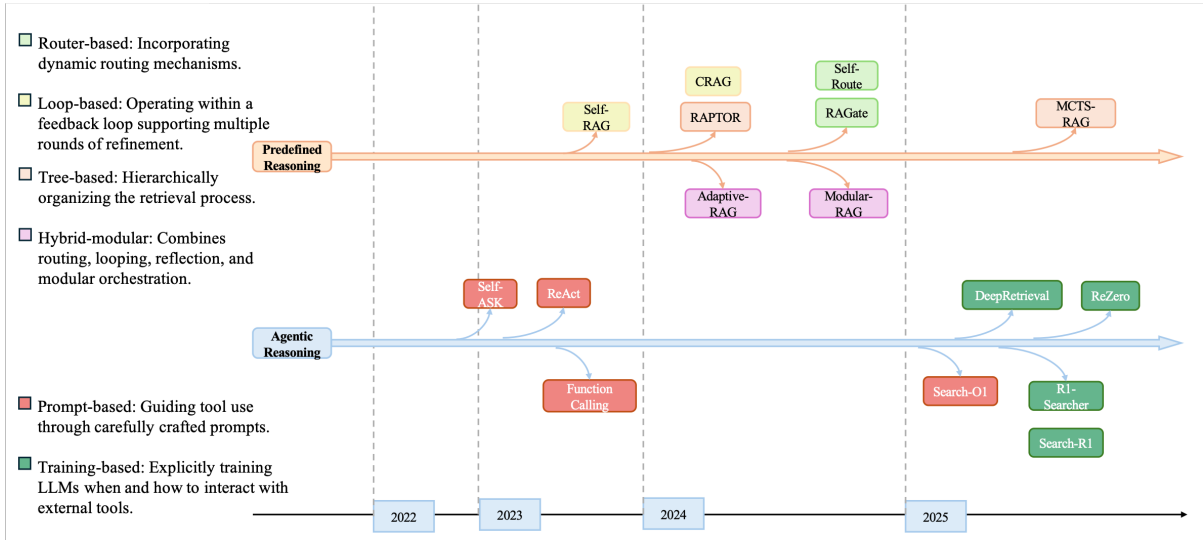 Router-based: Incorporating
dynamic routing mechanisms.
Loop-based: Operating within a
feedback loop supporting multiple
rounds of refinement.
Tree-based: Hierarchically
organizing the retrieval process.
Hybrid-modular: Combines
routing, looping, reflection, and
modular orchestration.
Prompt-based: Guiding tool use
through carefully crafted prompts.
Training-based: Explicitly training
LLMs when and how to interact with
external tools.
Predefined
Reasoning
Self-
RAG
CRAG
RAPTOR
Self-
Route
RAGate
MCTS-
RAG
Adaptive-
RAG
Modular-
RAG
Agentic
Reasoning
Self-
ASK
ReAct
Function
Calling
DeepRetrieval
ReZero
Search-O1
R1-
Searcher
Search-R1
2022
2023
2024
2025